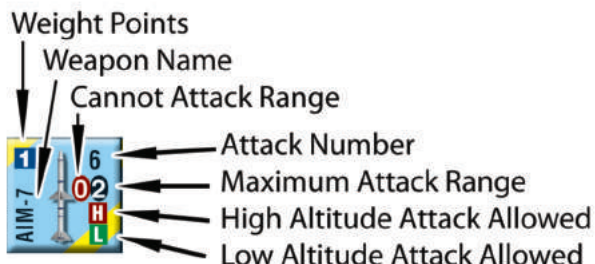 Weight Points
Weapon Name
Cannot Attack Range
1
6
Attack Number
AIM-7
0 2
Maximum Attack Range
H
High Altitude Attack Allowed
L
Low Altitude Attack Allowed